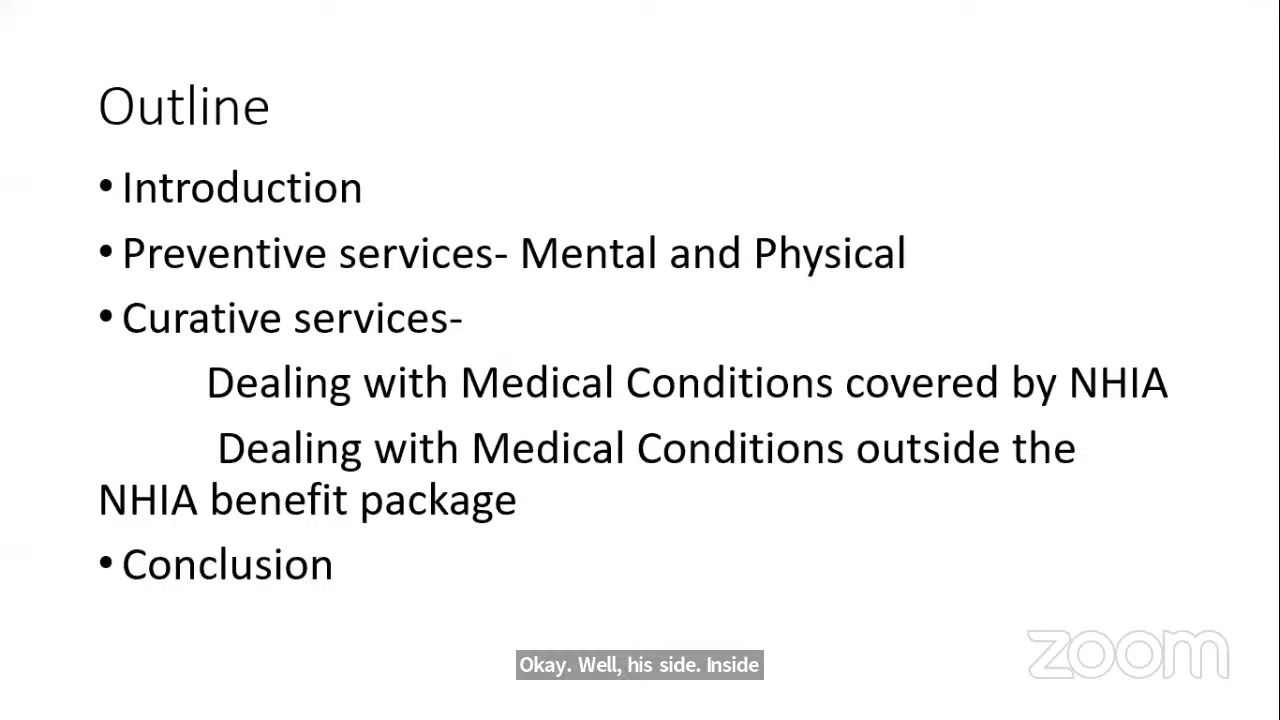 Outline
• Introduction
• Preventive services- Mental and Physical
• Curative services-
Dealing with Medical Conditions covered by NHIA
Dealing with Medical Conditions outside the
NHIA benefit package
• Conclusion
Okay. Well, his side. Inside
zoom